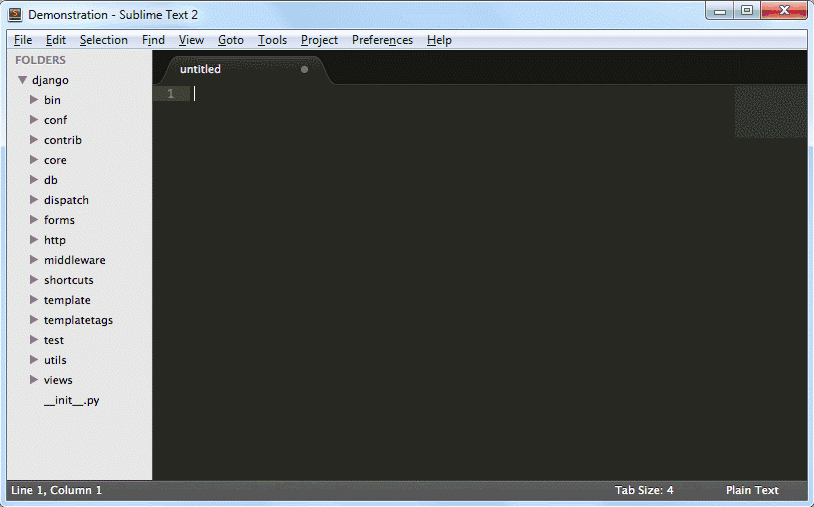 Demonstration - Sublime Text 2
File Edit Selection Find View Goto Tools Project Preferences Help
FOLDERS
django
bin
conf
contrib
core
db
dispatch
forms
http
middleware
shortcuts
template
templatetags
test
utils
views
__init__.py
untitled
1
Line 1, Column 1 Tab Size: 4 Plain Text